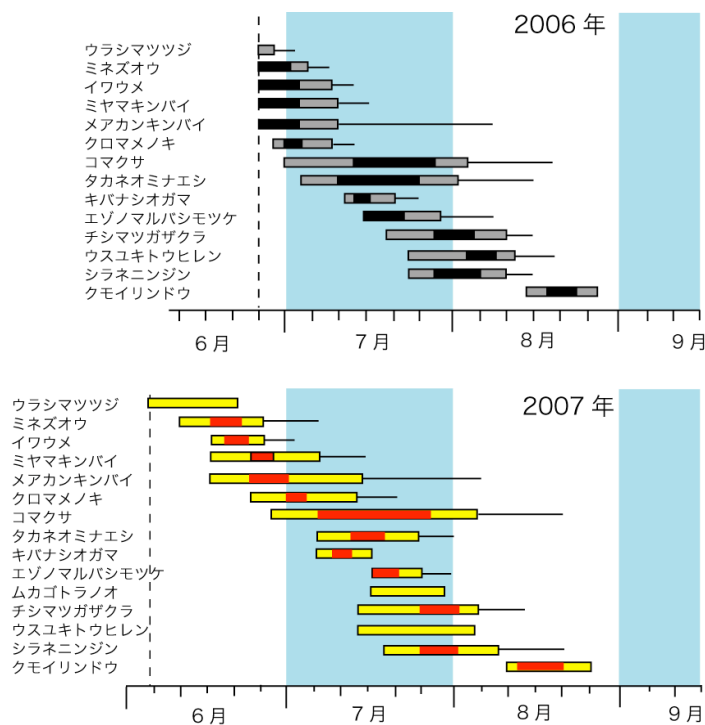 2006 年
ウラシマツツジ
ミネズオウ
イワウメ
ミヤマキンバイ
メアカンキンバイ
クロマメノキ
コマクサ
タカネオミナエシ
キバナシオガマ
エゾノマルバシモツケ
チシマツガザクラ
ウスユキトウヒレン
シラネニンジン
クモイリンドウ
6 月 7 月 8 月 9 月
2007 年
ウラシマツツジ
ミネズオウ
イワウメ
ミヤマキンバイ
メアカンキンバイ
クロマメノキ
コマクサ
タカネオミナエシ
キバナシオガマ
エゾノマルバシモツケ
ムカゴトラノオ
チシマツガザクラ
ウスユキトウヒレン
シラネニンジン
クモイリンドウ
6 月 7 月 8 月 9 月